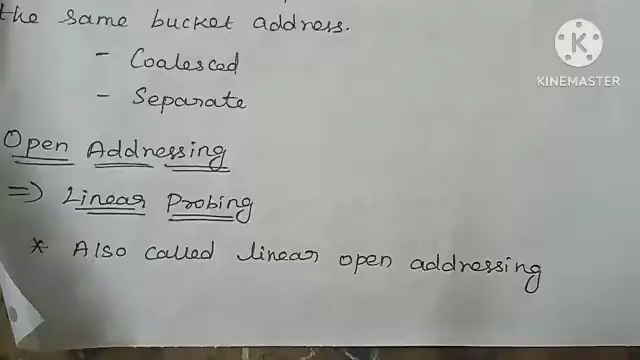 the same bucket address.
- Coalesced
- Separate
Open Addressing
=> Linear Probing
* Also called linear open addressing
K
KINEMASTER